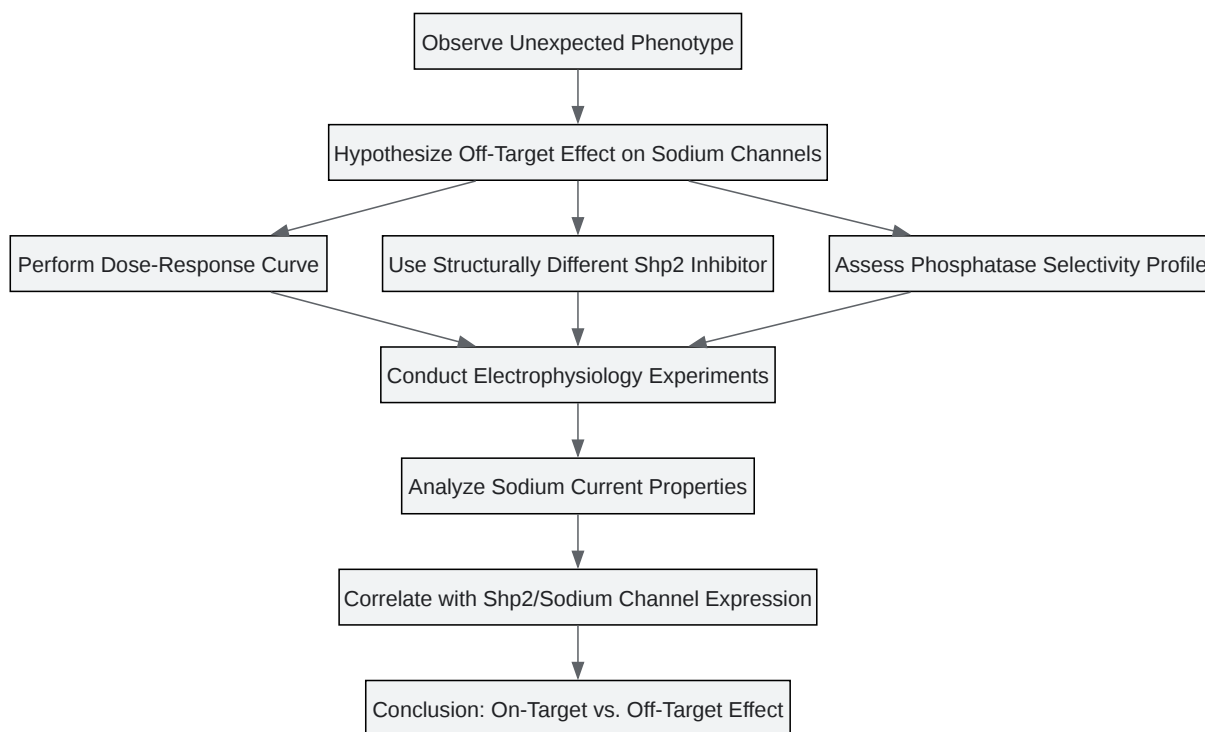 Observe Unexpected Phenotype
Hypothesize Off-Target Effect on Sodium Channels
Perform Dose-Response Curve
Use Structurally Different Shp2 Inhibitor
Assess Phosphatase Selectivity Profile
Conduct Electrophysiology Experiments
Analyze Sodium Current Properties
Correlate with Shp2/Sodium Channel Expression
Conclusion: On-Target vs. Off-Target Effect